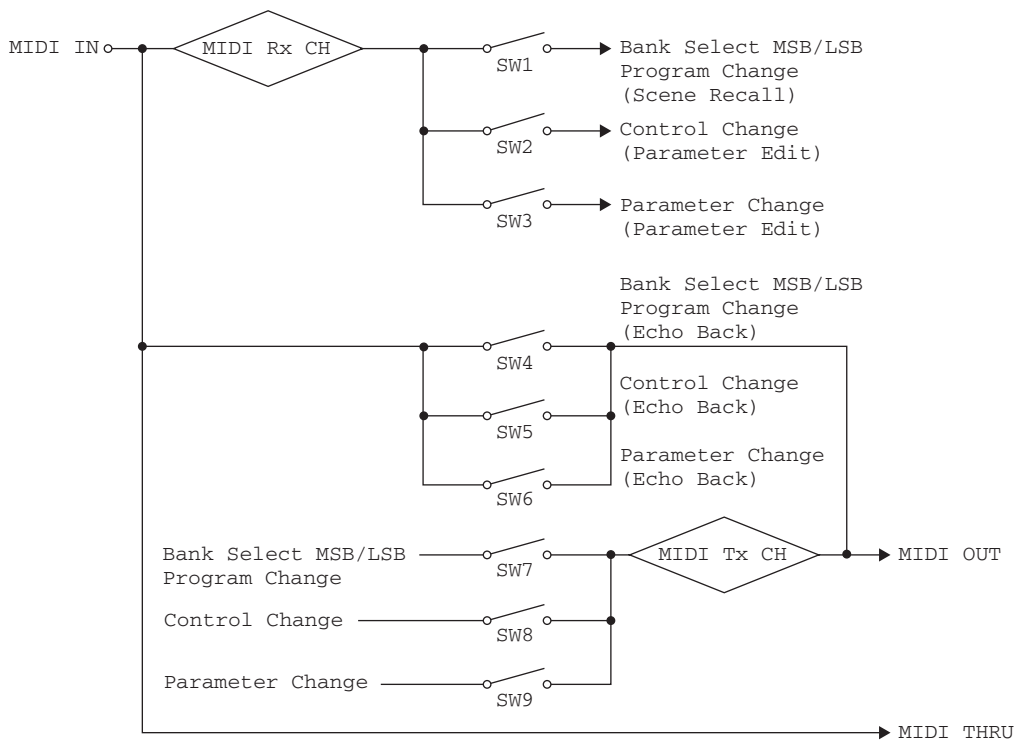 MIDI IN
MIDI Rx CH
SW1
Bank Select MSB/LSB
Program Change
(Scene Recall)
SW2
Control Change
(Parameter Edit)
SW3
Parameter Change
(Parameter Edit)
Bank Select MSB/LSB
Program Change
(Echo Back)
SW4
Control Change
(Echo Back)
SW5
Parameter Change
(Echo Back)
SW6
Bank Select MSB/LSB
Program Change
SW7
MIDI Tx CH
MIDI OUT
Control Change
SW8
Parameter Change
SW9
MIDI THRU